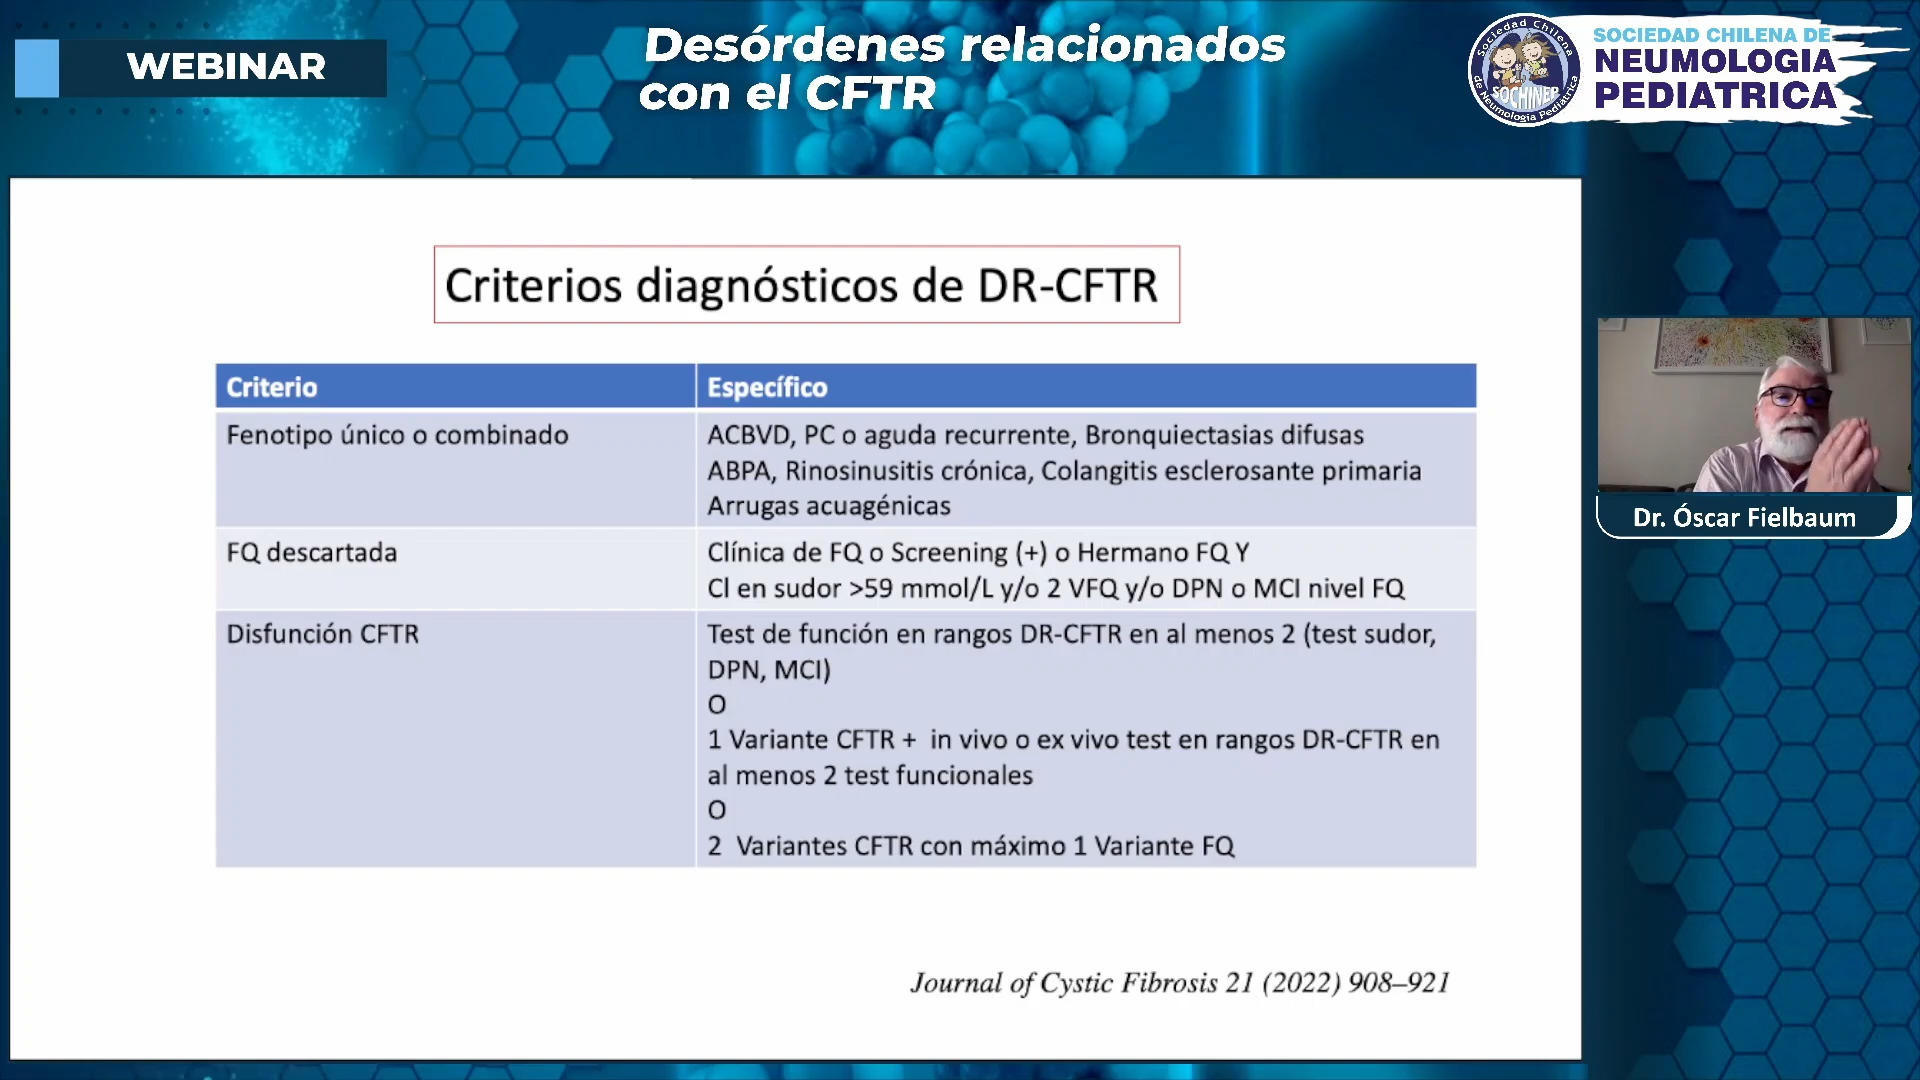 WEBINAR
Desórdenes relacionados
con el CFTR
Sociedad Chilena
de Neumología Pediátrica
SOCHINEP
SOCIEDAD CHILENA DE
NEUMOLOGIA
PEDIATRICA
Criterios diagnósticos de DR-CFTR
Criterio
Específico
Fenotipo único o combinado
ACBVD, PC o aguda recurrente, Bronquiectasias difusas
ABPA, Rinosinusitis crónica, Colangitis esclerosante primaria
Arrugas acuagénicas
FQ descartada
Clínica de FQ o Screening (+) o Hermano FQ Y
Cl en sudor >59 mmol/L y/o 2 VFQ y/o DPN o MCI nivel FQ
Disfunción CFTR
Test de función en rangos DR-CFTR en al menos 2 (test sudor,
DPN, MCI)
O
1 Variante CFTR + in vivo o ex vivo test en rangos DR-CFTR en
al menos 2 test funcionales
O
2 Variantes CFTR con máximo 1 Variante FQ
Journal of Cystic Fibrosis 21 (2022) 908–921
Dr. Óscar Fielbaum